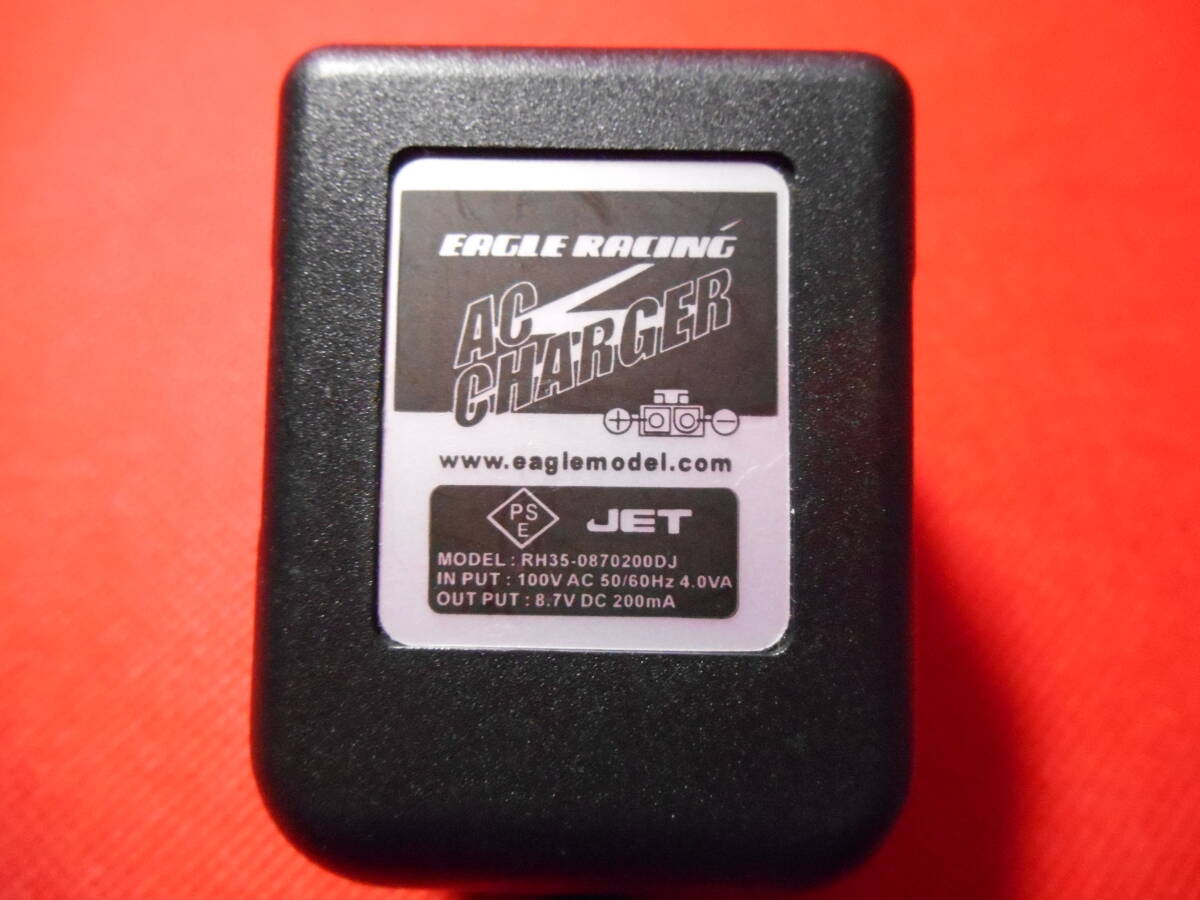 EAGLE RACING
AC
CHARGER
+ −
www.eaglemodel.com
PS
E
JET
MODEL : RH35-0870200DJ
IN PUT : 100V AC 50/60Hz 4.0VA
OUT PUT : 8.7V DC 200mA